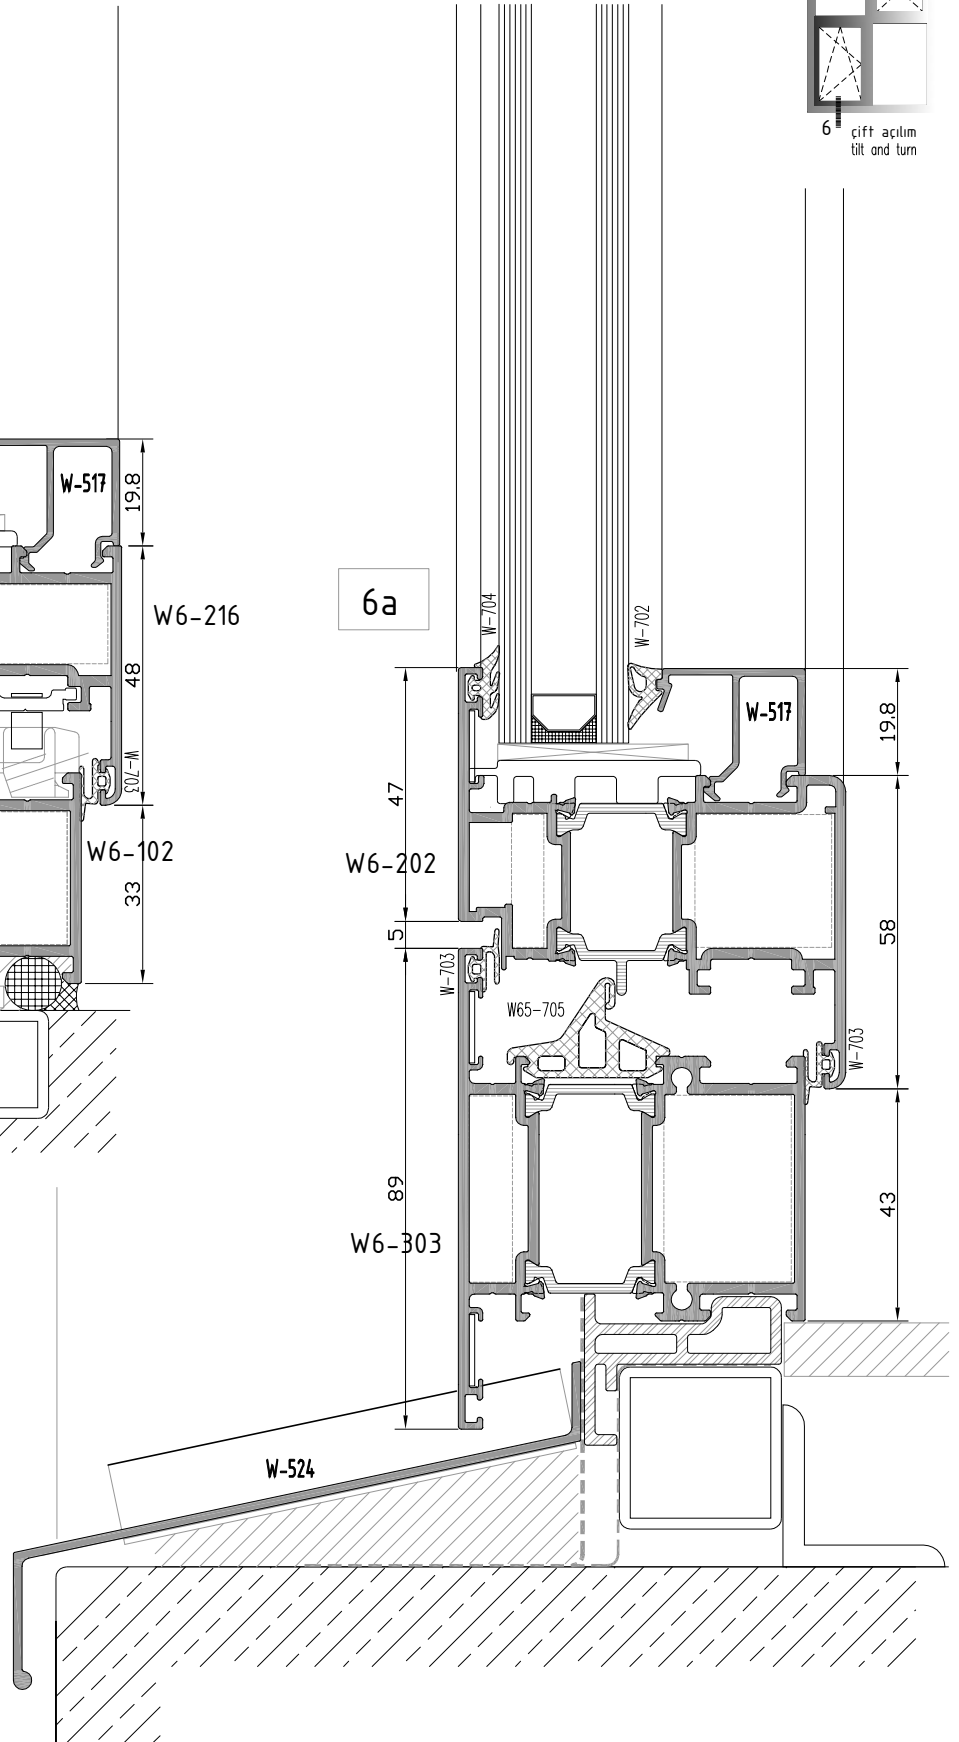 6
çift açılım
tilt and turn
W-517
19.8
W6-216
48
W-703
W6-102
33
6a
W-704
W-702
W-517
19.8
47
W6-202
5
58
W-703
W65-705
W-703
89
43
W6-303
W-524